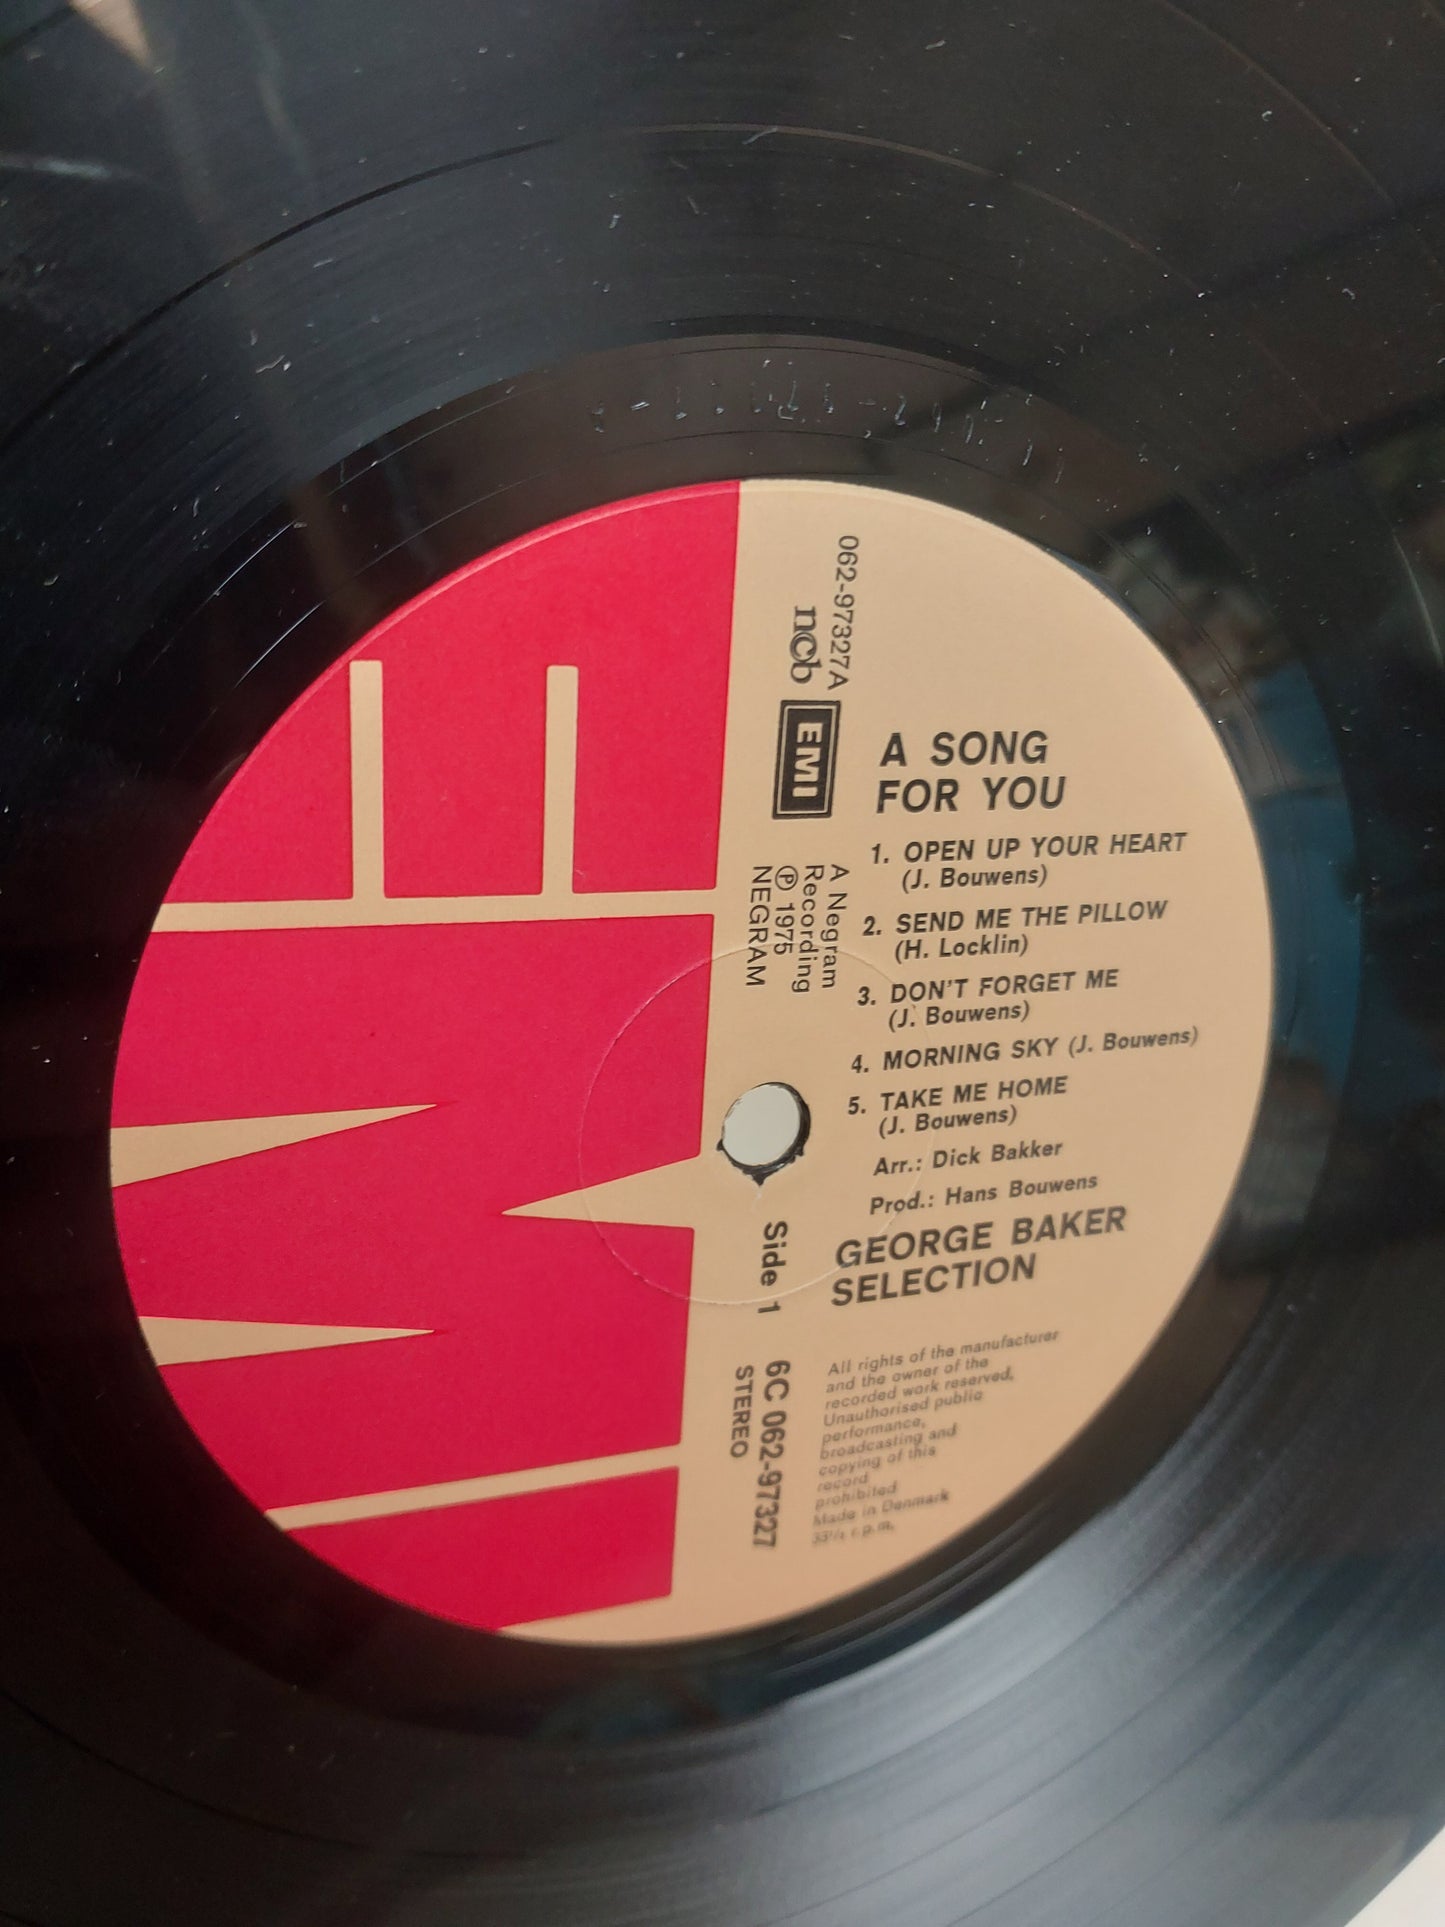 062-97327A
ncb
EMI
A Negram
Recording
℗ 1975
NEGRAM
A SONG
FOR YOU
1. OPEN UP YOUR HEART
(J. Bouwens)
2. SEND ME THE PILLOW
(H. Locklin)
3. DON'T FORGET ME
(J. Bouwens)
4. MORNING SKY (J. Bouwens)
5. TAKE ME HOME
(J. Bouwens)
Arr.: Dick Bakker
Prod.: Hans Bouwens
GEORGE BAKER
SELECTION
Side 1
6C 062-97327
STEREO
All rights of the manufacturer
and the owner of the
recorded work reserved,
Unauthorised public
performance,
broadcasting and
copying of this
record
prohibited
Made in Denmark
33⅓ r.p.m.
EMI